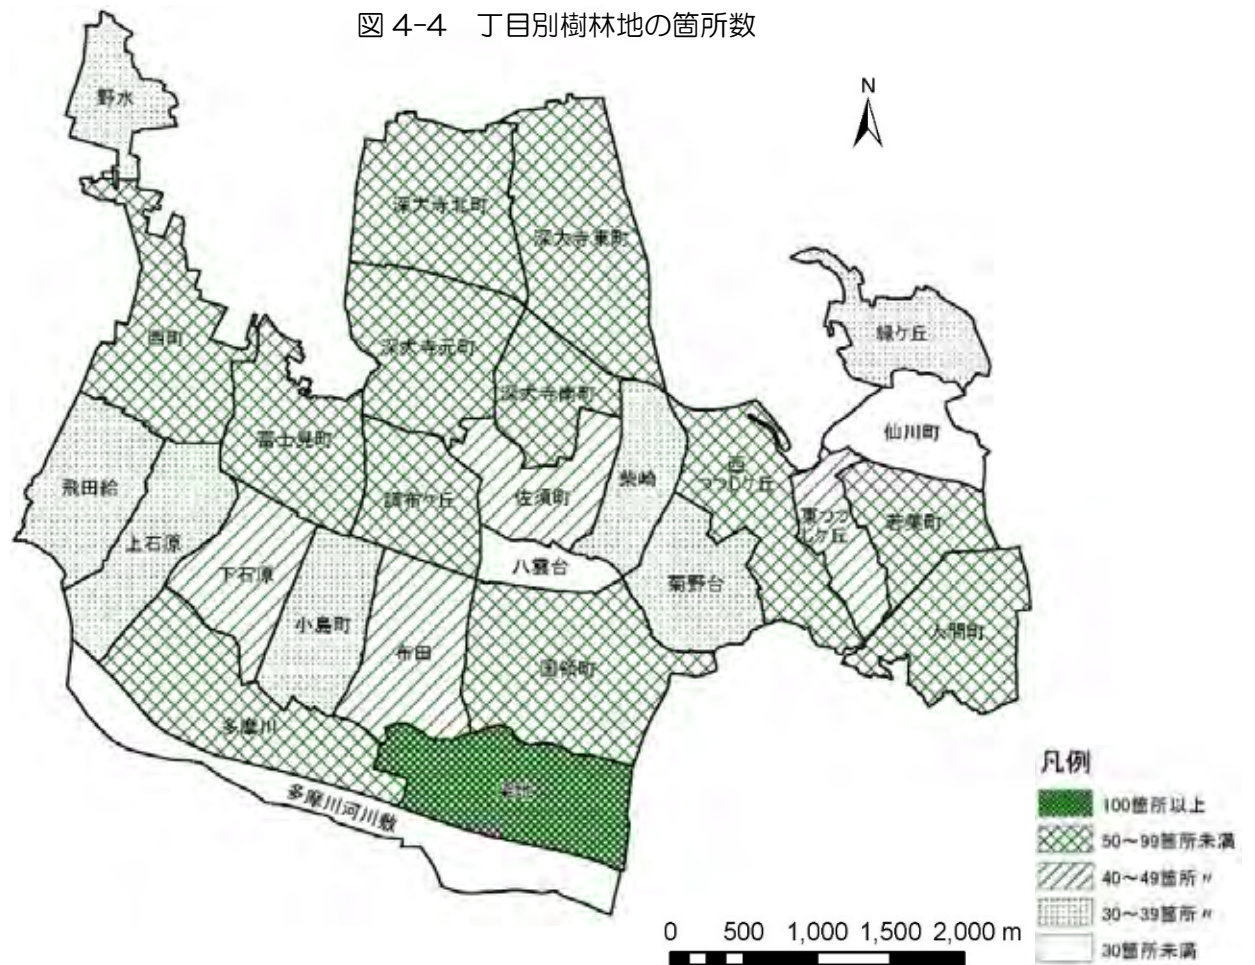 図 4-4 丁目別樹林地の箇所数
野水
N
深大寺北町
深大寺東町
緑ケ丘
西町
深大寺元町
深大寺南町
仙川町
富士見町
西
つつじケ丘
飛田給
調布ケ丘
佐須町
柴崎
東つつ
じケ丘
若葉町
上石原
下石原
八雲台
菊野台
小島町
布田
国領町
入間町
多摩川
多摩川河川敷
凡例
100箇所以上
50～99箇所未満
40～49箇所〃
30～39箇所〃
30箇所未満
0 500 1,000 1,500 2,000 m